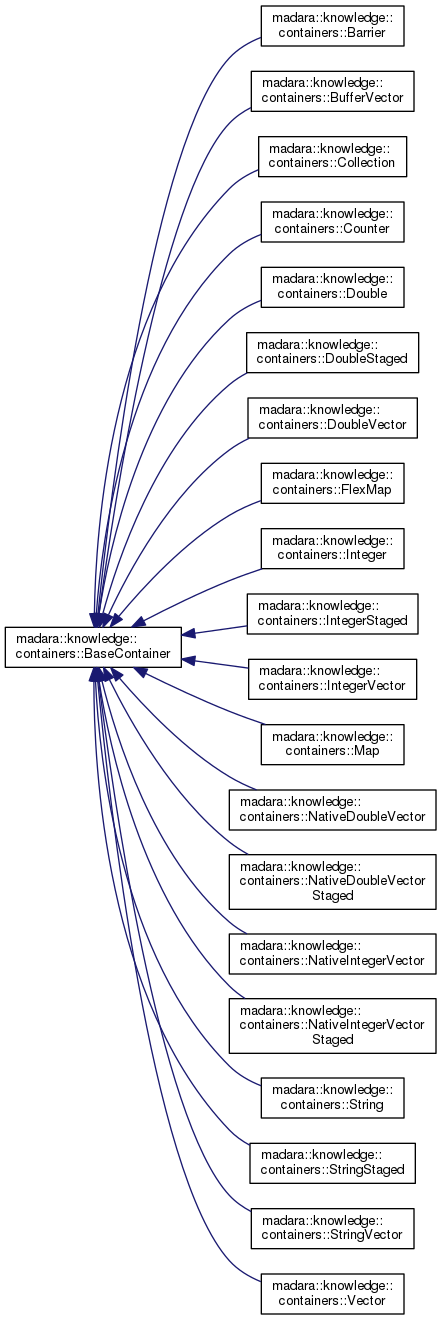 madara::knowledge::
containers::Barrier
madara::knowledge::
containers::BufferVector
madara::knowledge::
containers::Collection
madara::knowledge::
containers::Counter
madara::knowledge::
containers::Double
madara::knowledge::
containers::DoubleStaged
madara::knowledge::
containers::DoubleVector
madara::knowledge::
containers::FlexMap
madara::knowledge::
containers::Integer
madara::knowledge::
containers::IntegerStaged
madara::knowledge::
containers::BaseContainer
madara::knowledge::
containers::IntegerVector
madara::knowledge::
containers::Map
madara::knowledge::
containers::NativeDoubleVector
madara::knowledge::
containers::NativeDoubleVector
Staged
madara::knowledge::
containers::NativeIntegerVector
madara::knowledge::
containers::NativeIntegerVector
Staged
madara::knowledge::
containers::String
madara::knowledge::
containers::StringStaged
madara::knowledge::
containers::StringVector
madara::knowledge::
containers::Vector